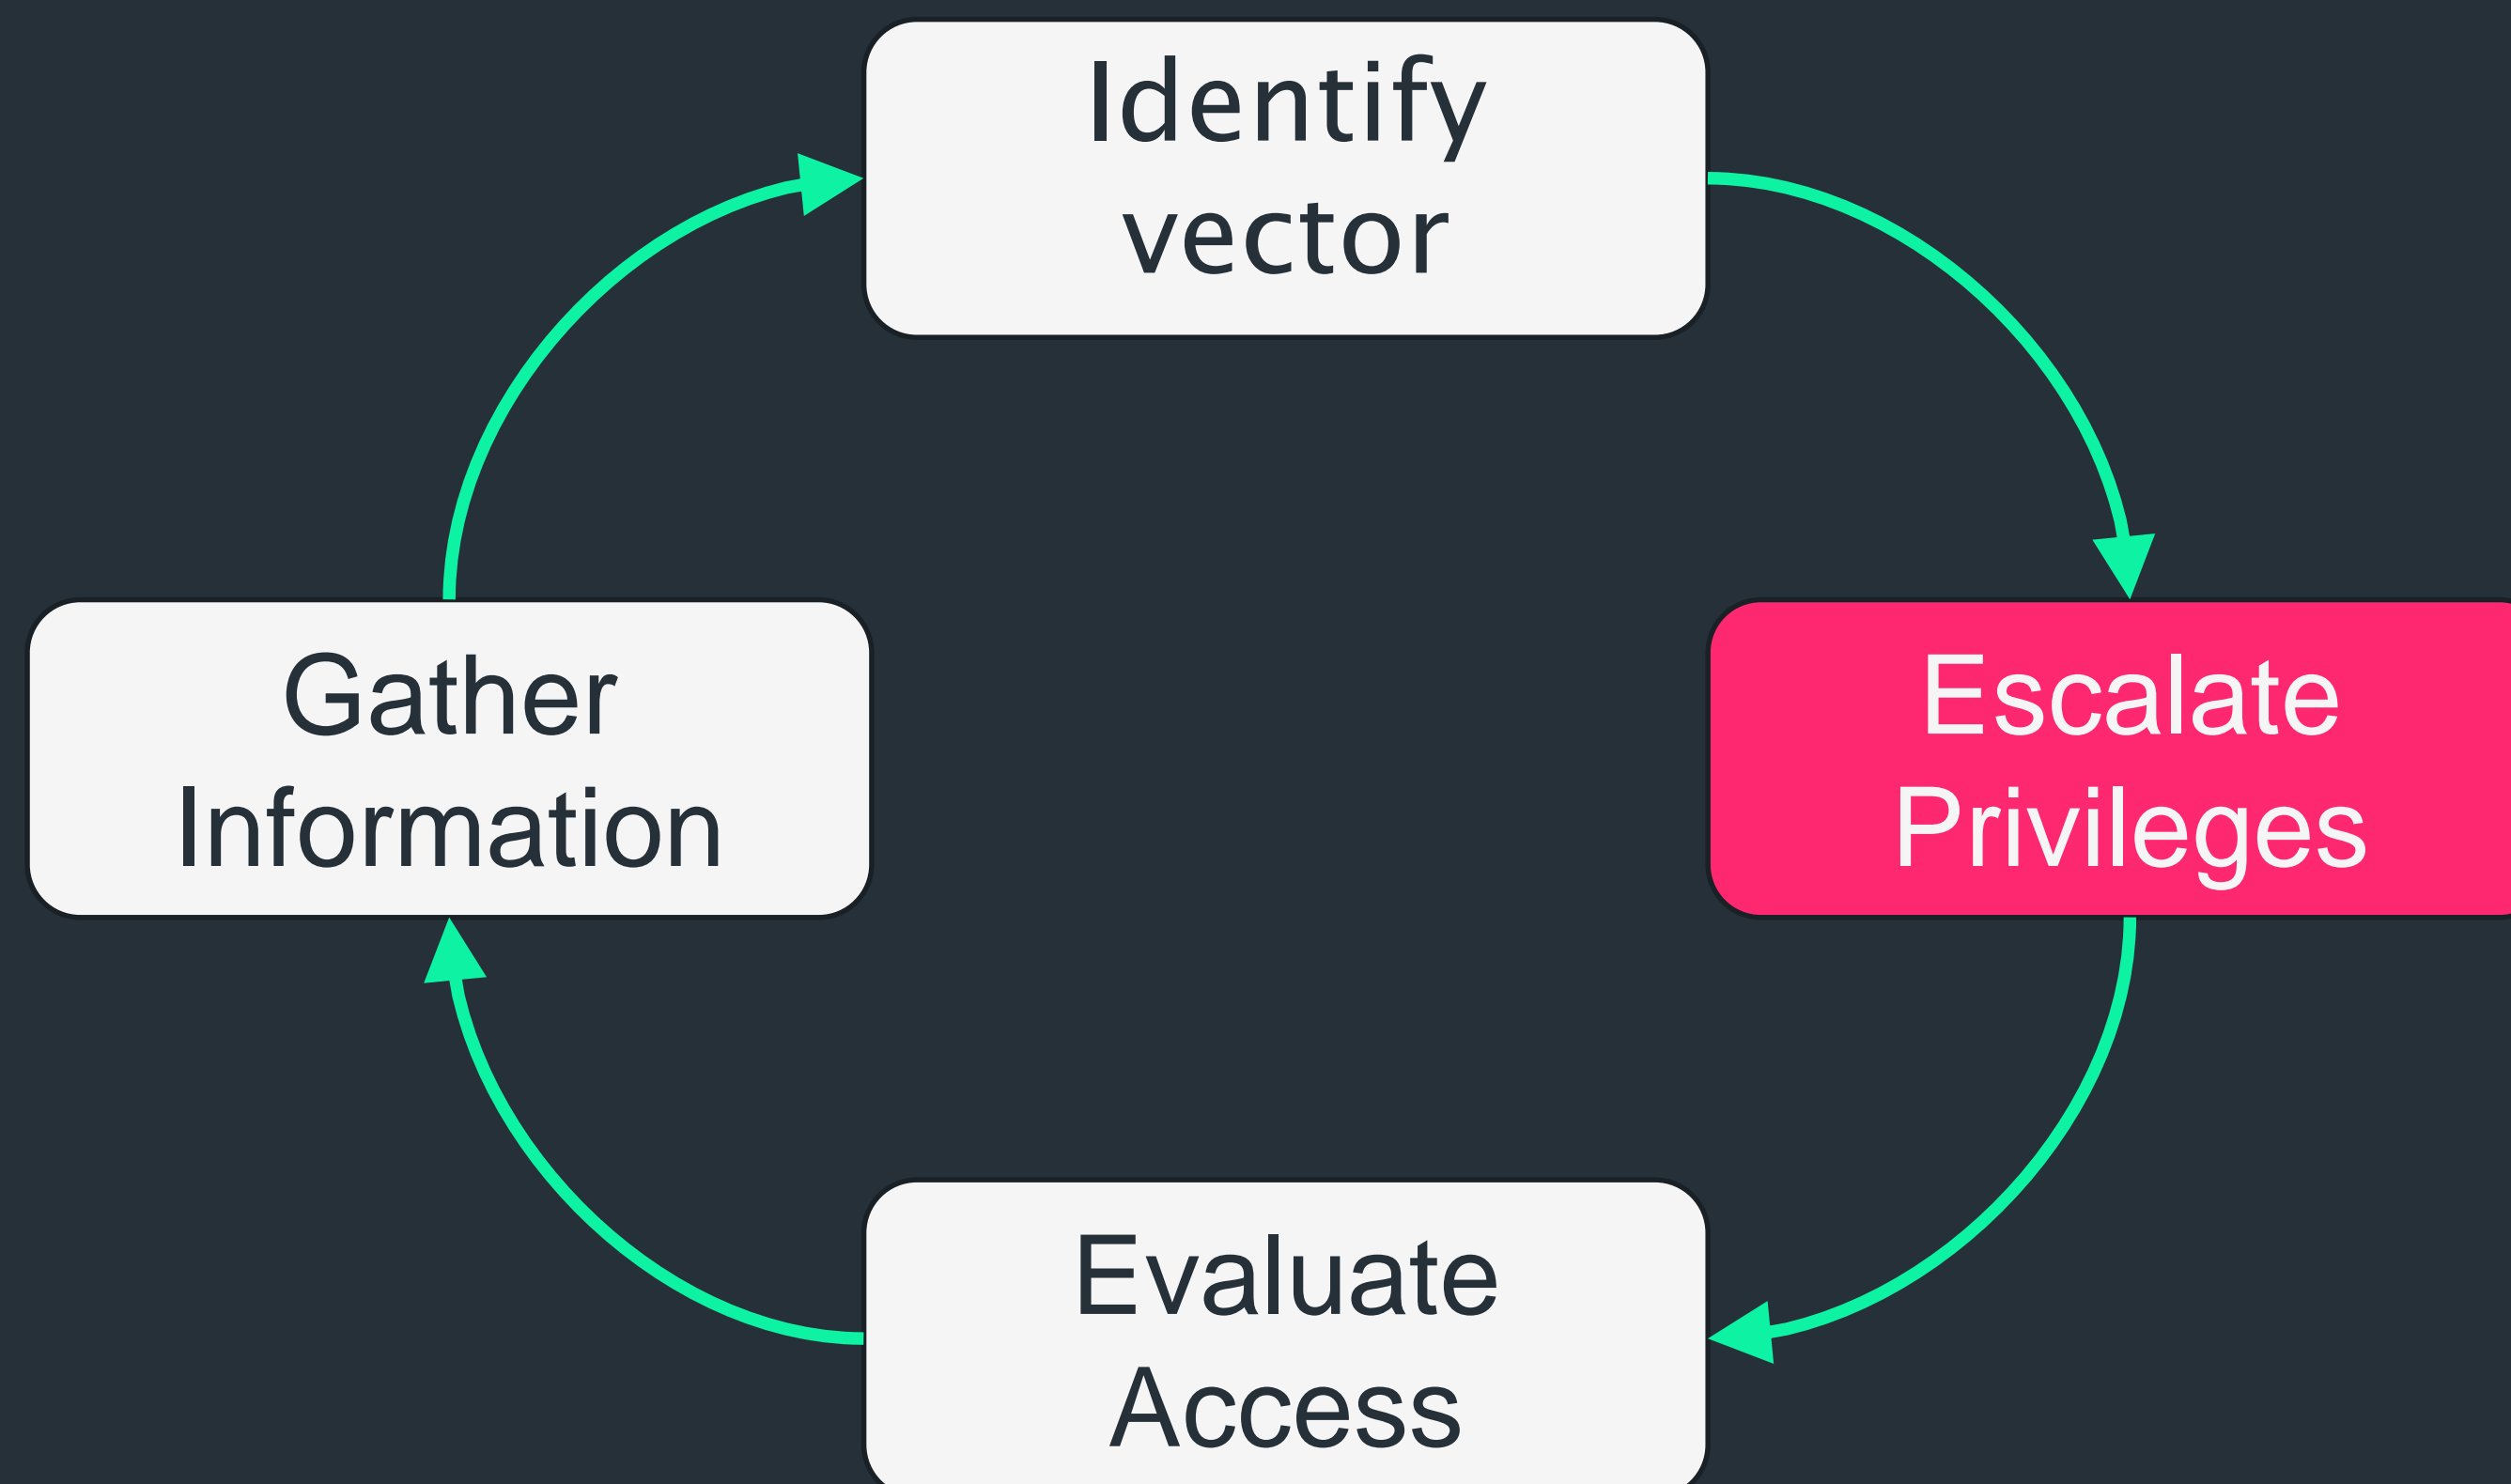 Identify
vector
Gather
Information
Escalate
Privileges
Evaluate
Access